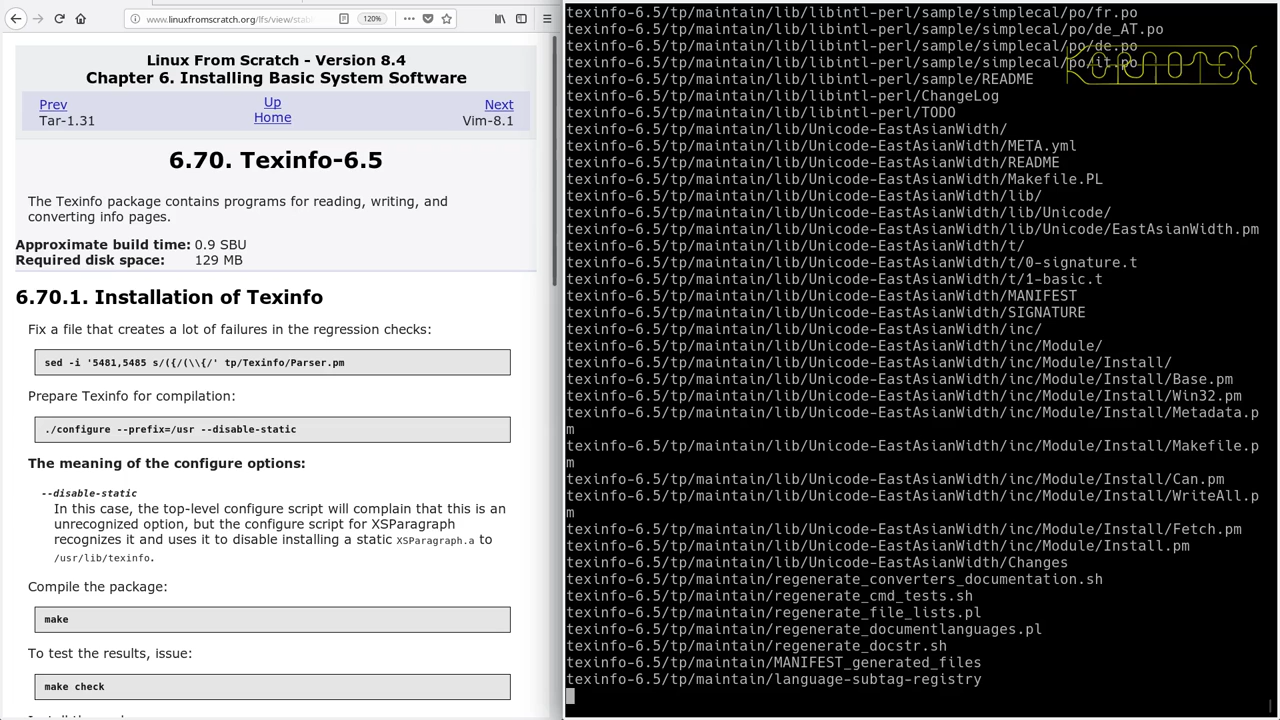 www.linuxfromscratch.org/lfs/view/stab
120%
Linux From Scratch - Version 8.4
Chapter 6. Installing Basic System Software
Prev
Up
Next
Tar-1.31
Home
Vim-8.1
6.70. Texinfo-6.5
The Texinfo package contains programs for reading, writing, and
converting info pages.
Approximate build time: 0.9 SBU
Required disk space: 129 MB
6.70.1. Installation of Texinfo
Fix a file that creates a lot of failures in the regression checks:
sed -i '5481,5485 s/({/(\\{/' tp/Texinfo/Parser.pm
Prepare Texinfo for compilation:
./configure --prefix=/usr --disable-static
The meaning of the configure options:
--disable-static
In this case, the top-level configure script will complain that this is an
unrecognized option, but the configure script for XSParagraph
recognizes it and uses it to disable installing a static XSParagraph.a to
/usr/lib/texinfo.
Compile the package:
make
To test the results, issue:
make check
texinfo-6.5/tp/maintain/lib/libintl-perl/sample/simplecal/po/fr.po
texinfo-6.5/tp/maintain/lib/libintl-perl/sample/simplecal/po/de_AT.po
texinfo-6.5/tp/maintain/lib/libintl-perl/sample/simplecal/po/de.po
texinfo-6.5/tp/maintain/lib/libintl-perl/sample/simplecal/po/it.po
texinfo-6.5/tp/maintain/lib/libintl-perl/sample/README
texinfo-6.5/tp/maintain/lib/libintl-perl/ChangeLog
texinfo-6.5/tp/maintain/lib/libintl-perl/TODO
texinfo-6.5/tp/maintain/lib/Unicode-EastAsianWidth/
texinfo-6.5/tp/maintain/lib/Unicode-EastAsianWidth/META.yml
texinfo-6.5/tp/maintain/lib/Unicode-EastAsianWidth/README
texinfo-6.5/tp/maintain/lib/Unicode-EastAsianWidth/Makefile.PL
texinfo-6.5/tp/maintain/lib/Unicode-EastAsianWidth/lib/
texinfo-6.5/tp/maintain/lib/Unicode-EastAsianWidth/lib/Unicode/
texinfo-6.5/tp/maintain/lib/Unicode-EastAsianWidth/lib/Unicode/EastAsianWidth.pm
texinfo-6.5/tp/maintain/lib/Unicode-EastAsianWidth/t/
texinfo-6.5/tp/maintain/lib/Unicode-EastAsianWidth/t/0-signature.t
texinfo-6.5/tp/maintain/lib/Unicode-EastAsianWidth/t/1-basic.t
texinfo-6.5/tp/maintain/lib/Unicode-EastAsianWidth/MANIFEST
texinfo-6.5/tp/maintain/lib/Unicode-EastAsianWidth/SIGNATURE
texinfo-6.5/tp/maintain/lib/Unicode-EastAsianWidth/inc/
texinfo-6.5/tp/maintain/lib/Unicode-EastAsianWidth/inc/Module/
texinfo-6.5/tp/maintain/lib/Unicode-EastAsianWidth/inc/Module/Install/
texinfo-6.5/tp/maintain/lib/Unicode-EastAsianWidth/inc/Module/Install/Base.pm
texinfo-6.5/tp/maintain/lib/Unicode-EastAsianWidth/inc/Module/Install/Win32.pm
texinfo-6.5/tp/maintain/lib/Unicode-EastAsianWidth/inc/Module/Install/Metadata.p
m
texinfo-6.5/tp/maintain/lib/Unicode-EastAsianWidth/inc/Module/Install/Makefile.p
m
texinfo-6.5/tp/maintain/lib/Unicode-EastAsianWidth/inc/Module/Install/Can.pm
texinfo-6.5/tp/maintain/lib/Unicode-EastAsianWidth/inc/Module/Install/WriteAll.p
m
texinfo-6.5/tp/maintain/lib/Unicode-EastAsianWidth/inc/Module/Install/Fetch.pm
texinfo-6.5/tp/maintain/lib/Unicode-EastAsianWidth/inc/Module/Install.pm
texinfo-6.5/tp/maintain/lib/Unicode-EastAsianWidth/Changes
texinfo-6.5/tp/maintain/regenerate_converters_documentation.sh
texinfo-6.5/tp/maintain/regenerate_cmd_tests.sh
texinfo-6.5/tp/maintain/regenerate_file_lists.pl
texinfo-6.5/tp/maintain/regenerate_documentlanguages.pl
texinfo-6.5/tp/maintain/regenerate_docstr.sh
texinfo-6.5/tp/maintain/MANIFEST_generated_files
texinfo-6.5/tp/maintain/language-subtag-registry